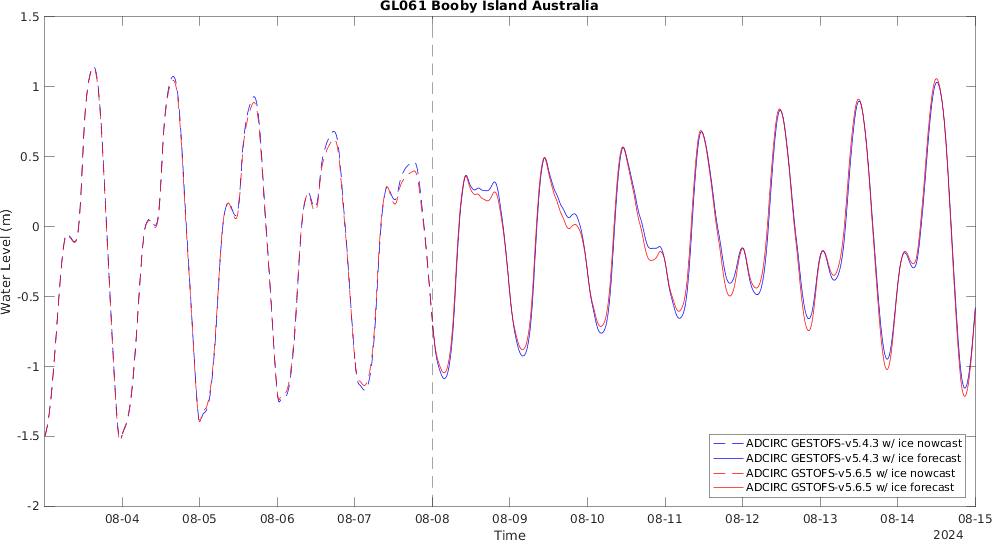 GL061 Booby Island Australia
1.5
1
0.5
0
-0.5
-1
-1.5
-2
Water Level (m)
08-04 08-05 08-06 08-07 08-08 08-09 08-10 08-11 08-12 08-13 08-14 08-15
Time
2024
ADCIRC GESTOFS-v5.4.3 w/ ice nowcast
ADCIRC GESTOFS-v5.4.3 w/ ice forecast
ADCIRC GSTOFS-v5.6.5 w/ ice nowcast
ADCIRC GSTOFS-v5.6.5 w/ ice forecast